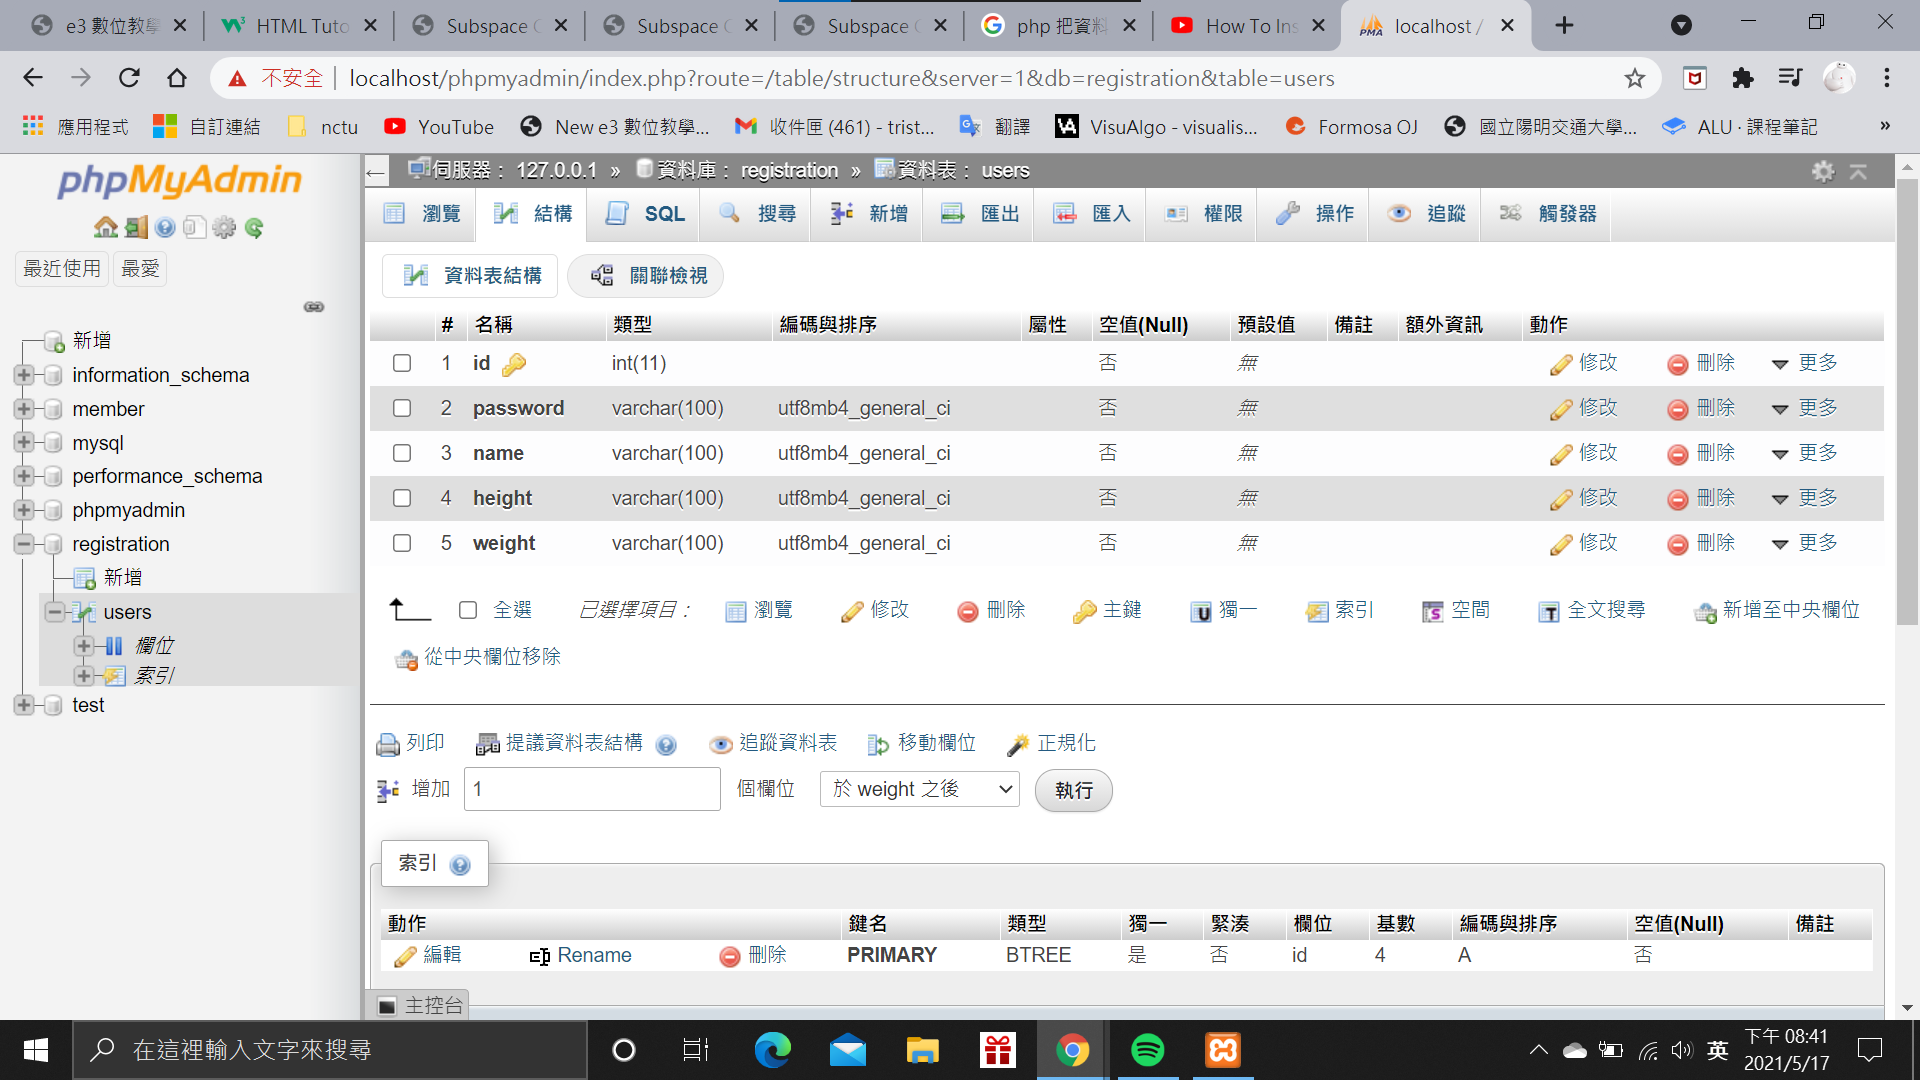 e3 數位教學
HTML Tuto
Subspace
Subspace
Subspace
php 把資料
How To Ins
localhost /
不安全
localhost/phpmyadmin/index.php?route=/table/structure&server=1&db=registration&table=users
應用程式
自訂連結
nctu
YouTube
New e3 數位教學...
收件匣 (461) - trist...
翻譯
VisuAlgo - visualis...
Formosa OJ
國立陽明交通大學...
ALU · 課程筆記
»
phpMyAdmin
最近使用 最愛
新增
information_schema
member
mysql
performance_schema
phpmyadmin
registration
新增
users
欄位
索引
test
伺服器： 127.0.0.1 » 資料庫： registration » 資料表： users
瀏覽 結構 SQL 搜尋 新增 匯出 匯入 權限 操作 追蹤 觸發器
資料表結構 關聯檢視
# 名稱 類型 編碼與排序 屬性 空值(Null) 預設值 備註 額外資訊 動作
1 id int(11) 否 無 修改 刪除 更多
2 password varchar(100) utf8mb4_general_ci 否 無 修改 刪除 更多
3 name varchar(100) utf8mb4_general_ci 否 無 修改 刪除 更多
4 height varchar(100) utf8mb4_general_ci 否 無 修改 刪除 更多
5 weight varchar(100) utf8mb4_general_ci 否 無 修改 刪除 更多
全選 已選擇項目： 瀏覽 修改 刪除 主鍵 獨一 索引 空間 全文搜尋 新增至中央欄位
從中央欄位移除
列印 提議資料表結構 追蹤資料表 移動欄位 正規化
增加 1 個欄位 於 weight 之後 執行
索引
動作 鍵名 類型 獨一 緊湊 欄位 基數 編碼與排序 空值(Null) 備註
編輯 Rename 刪除 PRIMARY BTREE 是 否 id 4 A 否
主控台
在這裡輸入文字來搜尋
英
下午 08:41
2021/5/17